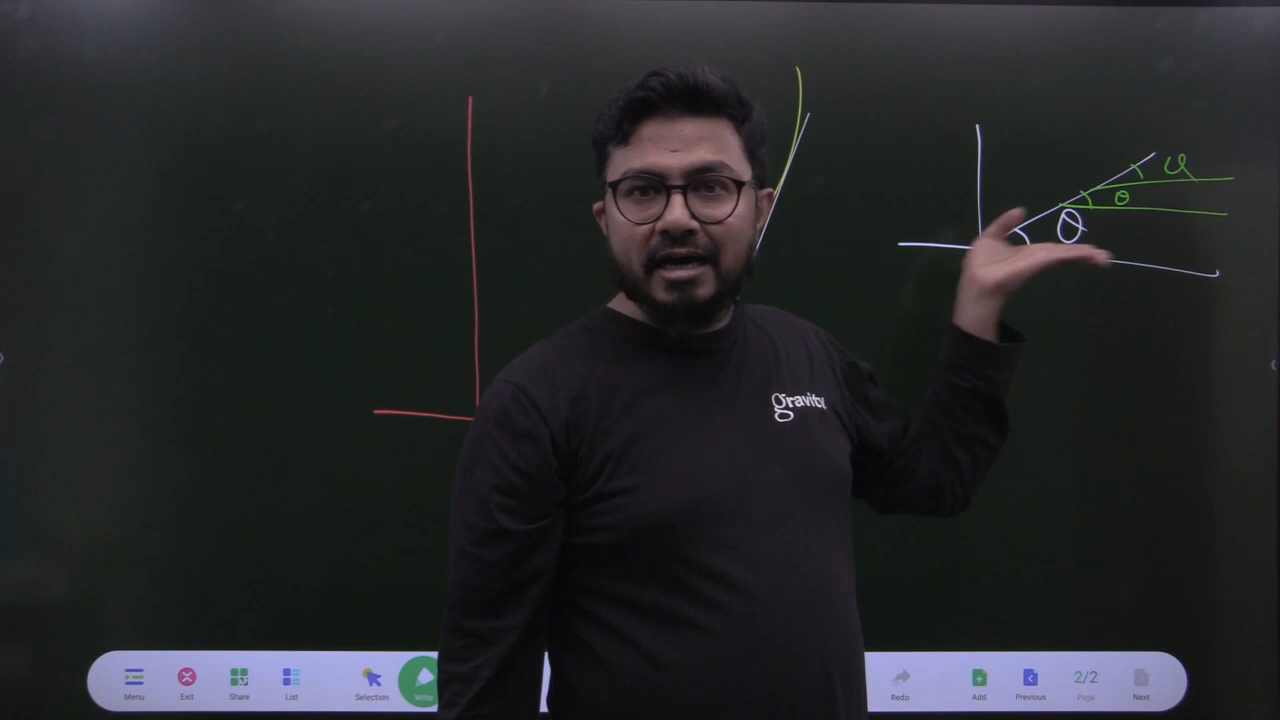 θ
θ
gravity
Menu
Exit
Share
List
Selection
Write
Redo
Add
Previous
2/2
Page
Next